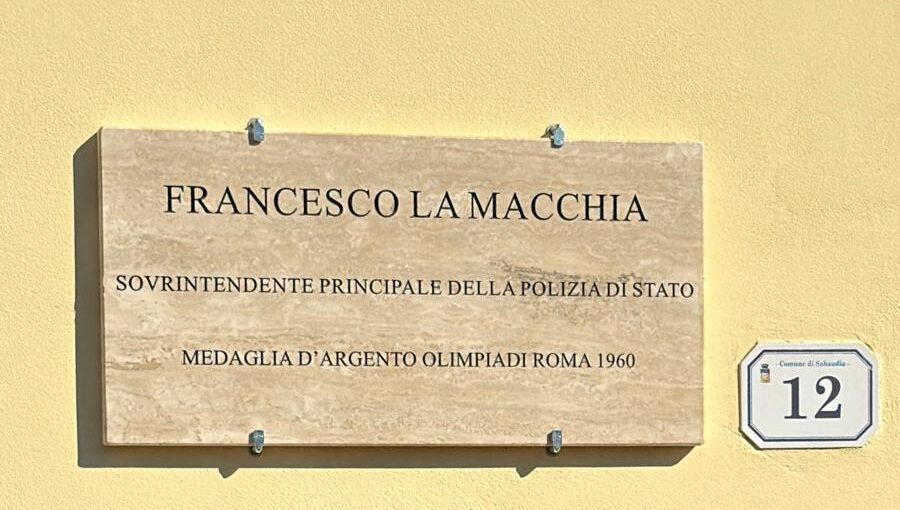 FRANCESCO LA MACCHIA
SOVRINTENDENTE PRINCIPALE DELLA POLIZIA DI STATO
MEDAGLIA D'ARGENTO OLIMPIADI ROMA 1960
- Comune di Sabaudia -
12